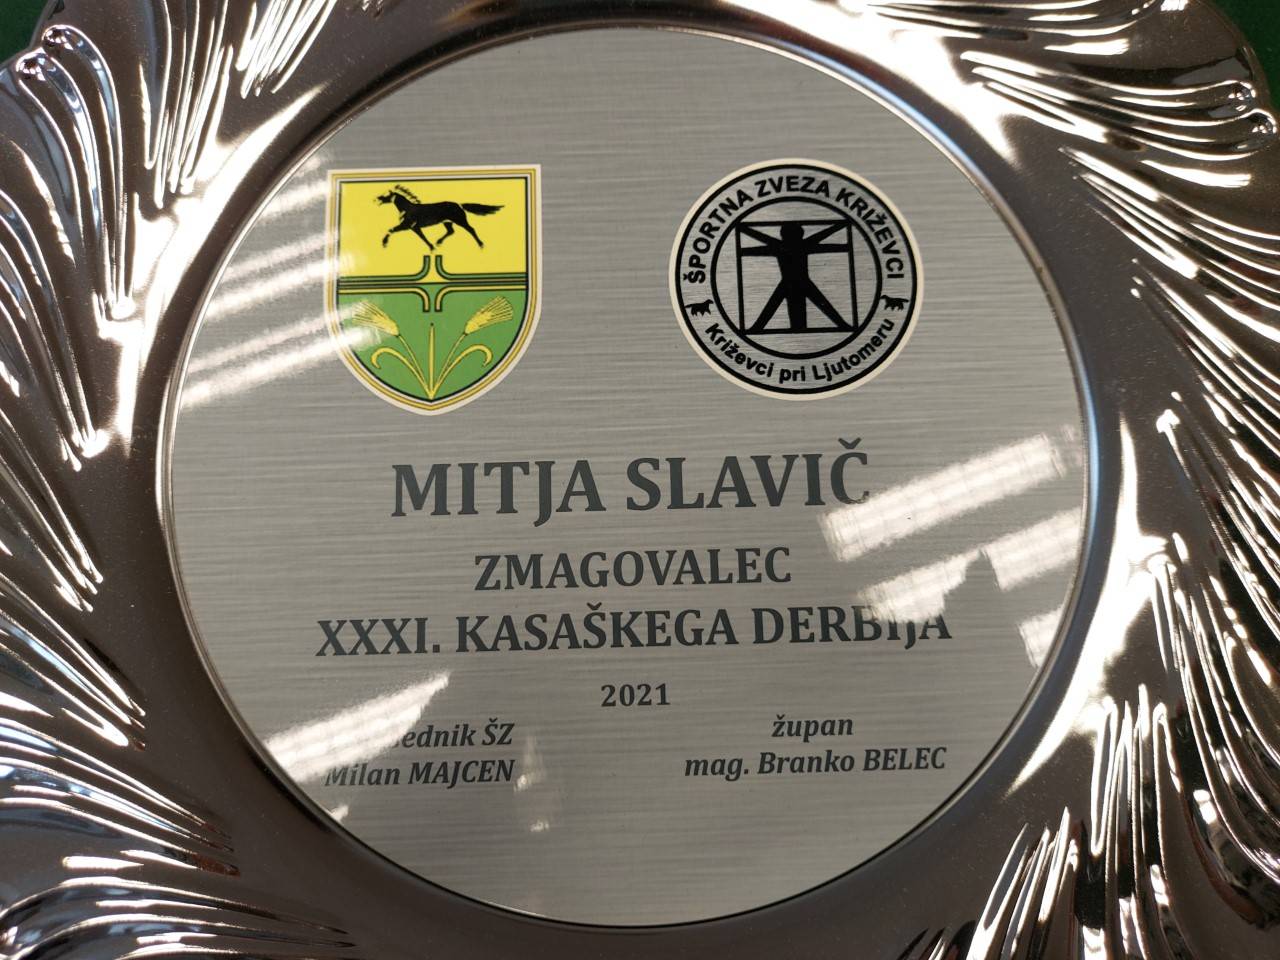 ŠPORTNA ZVEZA KRIŽEVCI
Križevci pri Ljutomeru
MITJA SLAVIČ
ZMAGOVALEC
XXXI. KASAŠKEGA DERBIJA
2021
ŠZ
Milan MAJCEN
župan
mag. Branko BELEC